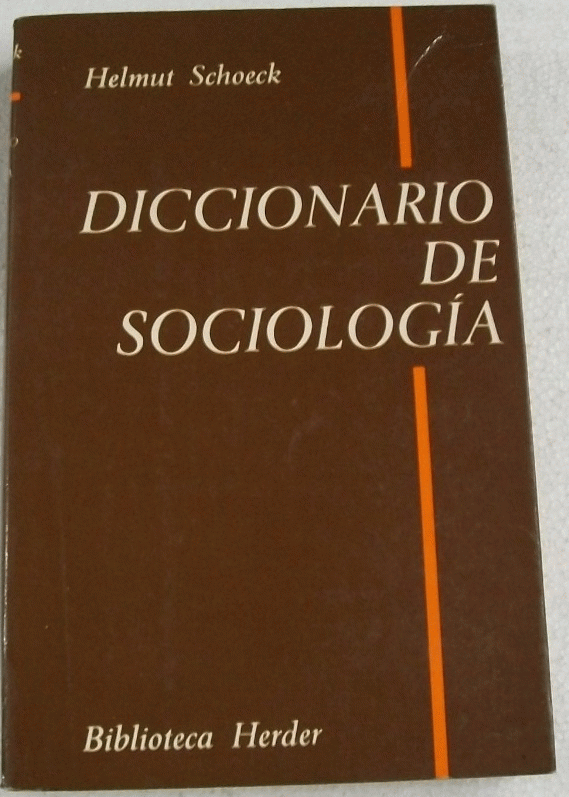 Helmut Schoeck
DICCIONARIO
DE
SOCIOLOGÍA
Biblioteca Herder